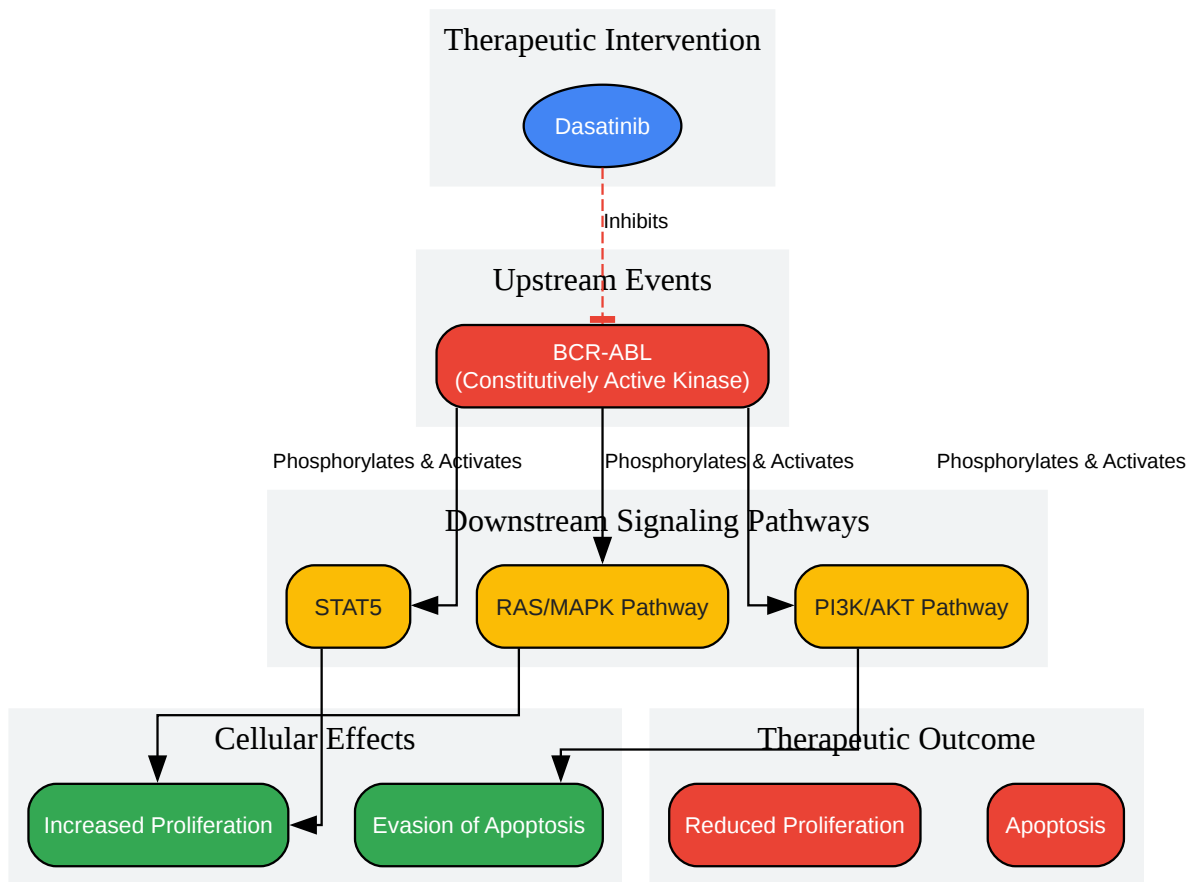 Therapeutic Intervention
Dasatinib
Inhibits
Upstream Events
BCR-ABL
(Constitutively Active Kinase)
Phosphorylates & Activates
Phosphorylates & Activates
Phosphorylates & Activates
Downstream Signaling Pathways
STAT5
RAS/MAPK Pathway
PI3K/AKT Pathway
Cellular Effects
Therapeutic Outcome
Increased Proliferation
Evasion of Apoptosis
Reduced Proliferation
Apoptosis